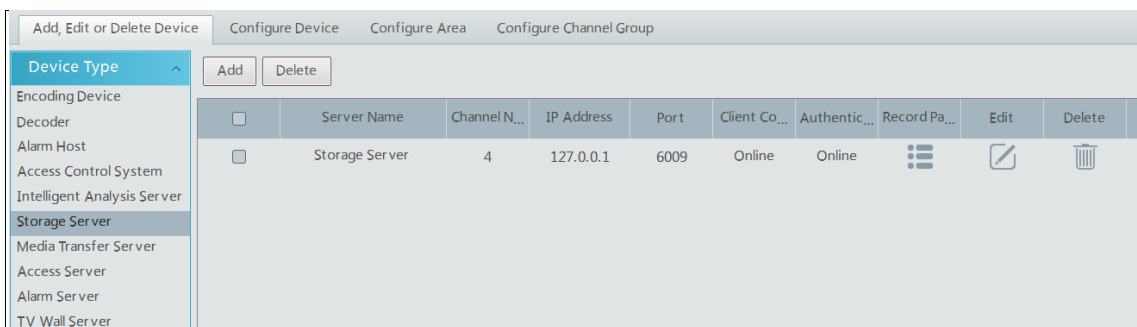 Add, Edit or Delete Device Configure Device Configure Area Configure Channel Group
Device Type
Add Delete
Encoding Device
Decoder
Alarm Host
Access Control System
Intelligent Analysis Server
Storage Server
Media Transfer Server
Access Server
Alarm Server
TV Wall Server
Server Name Channel N... IP Address Port Client Co... Authentic... Record Pa... Edit Delete
Storage Server 4 127.0.0.1 6009 Online Online